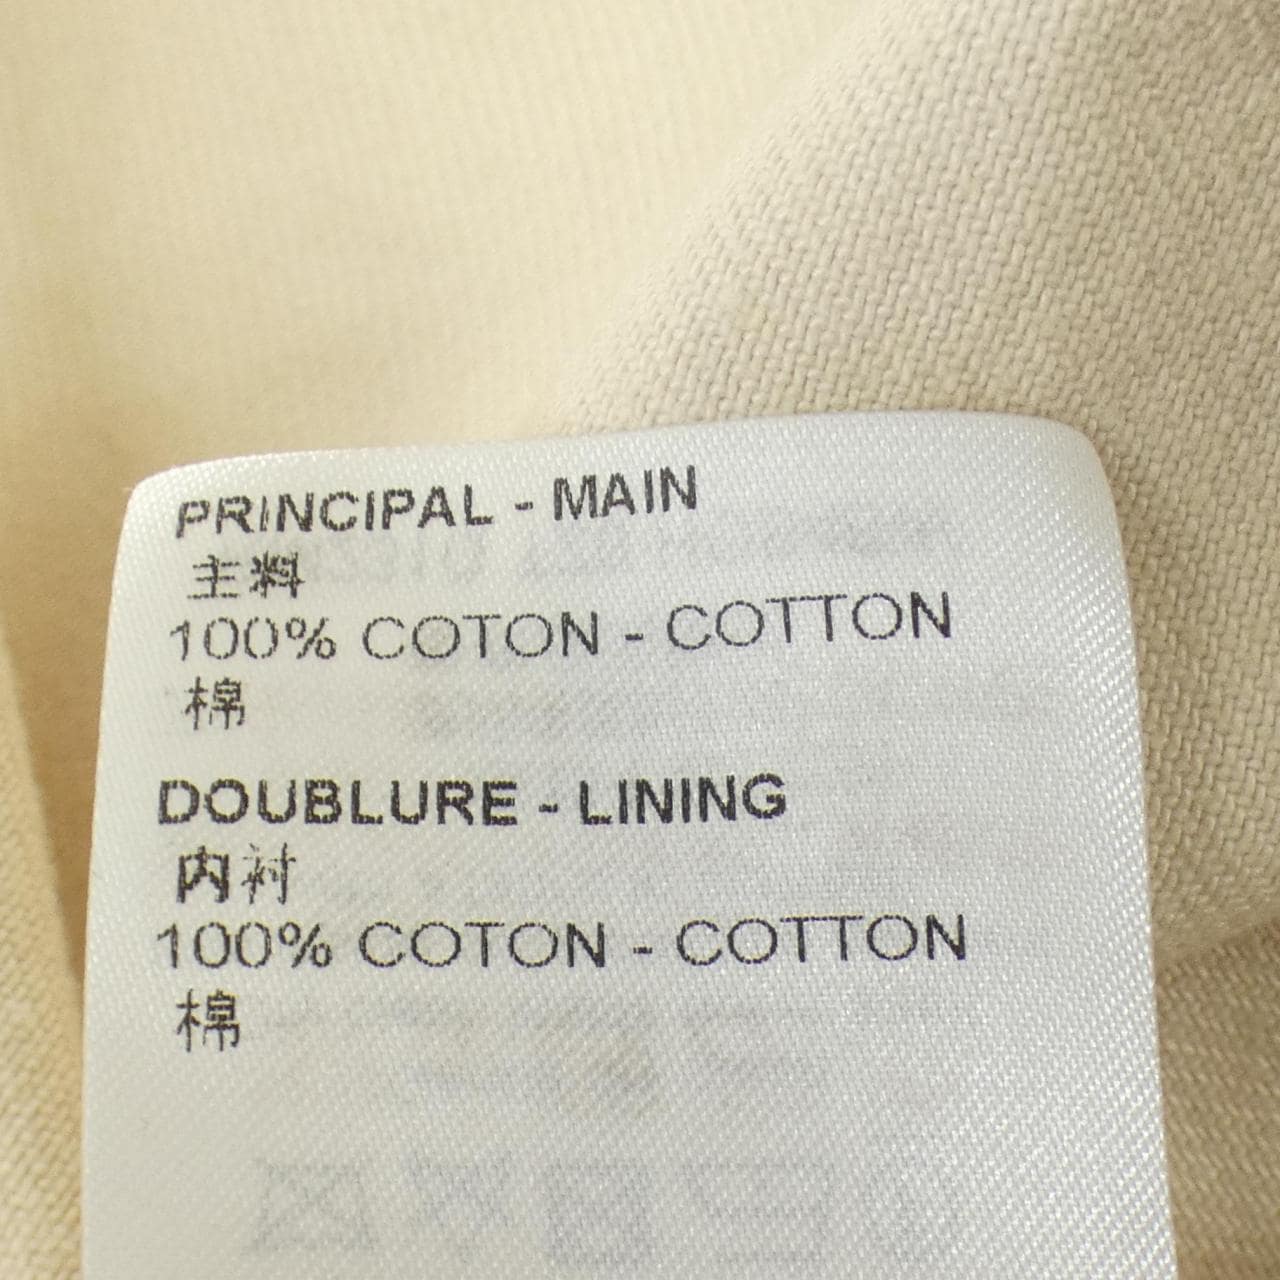 PRINCIPAL - MAIN
主料
100% COTON - COTTON
棉
DOUBLURE - LINING
内衬
100% COTON - COTTON
棉